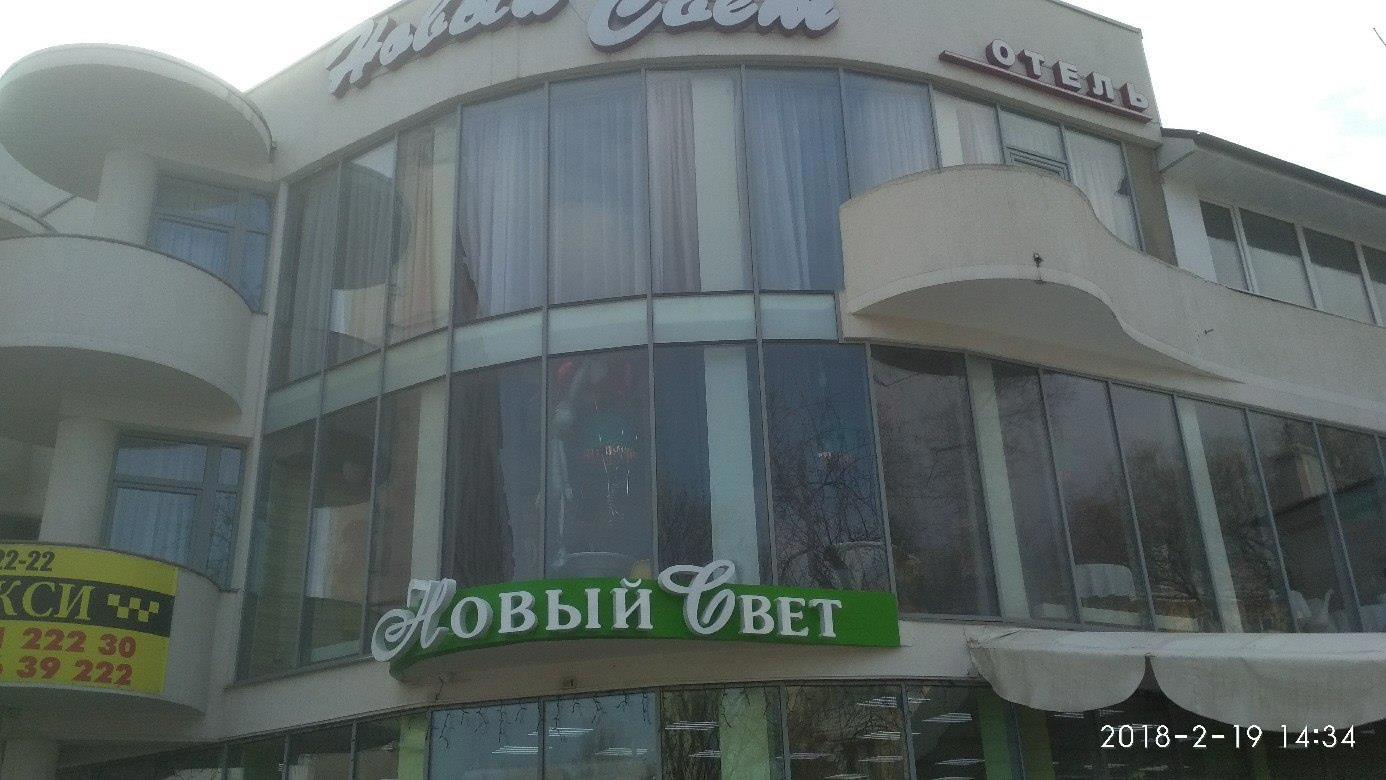 Новый Свет
ОТЕЛЬ
22-22
КСИ
222 30
39 222
Новый Свет
2018-2-19 14:34